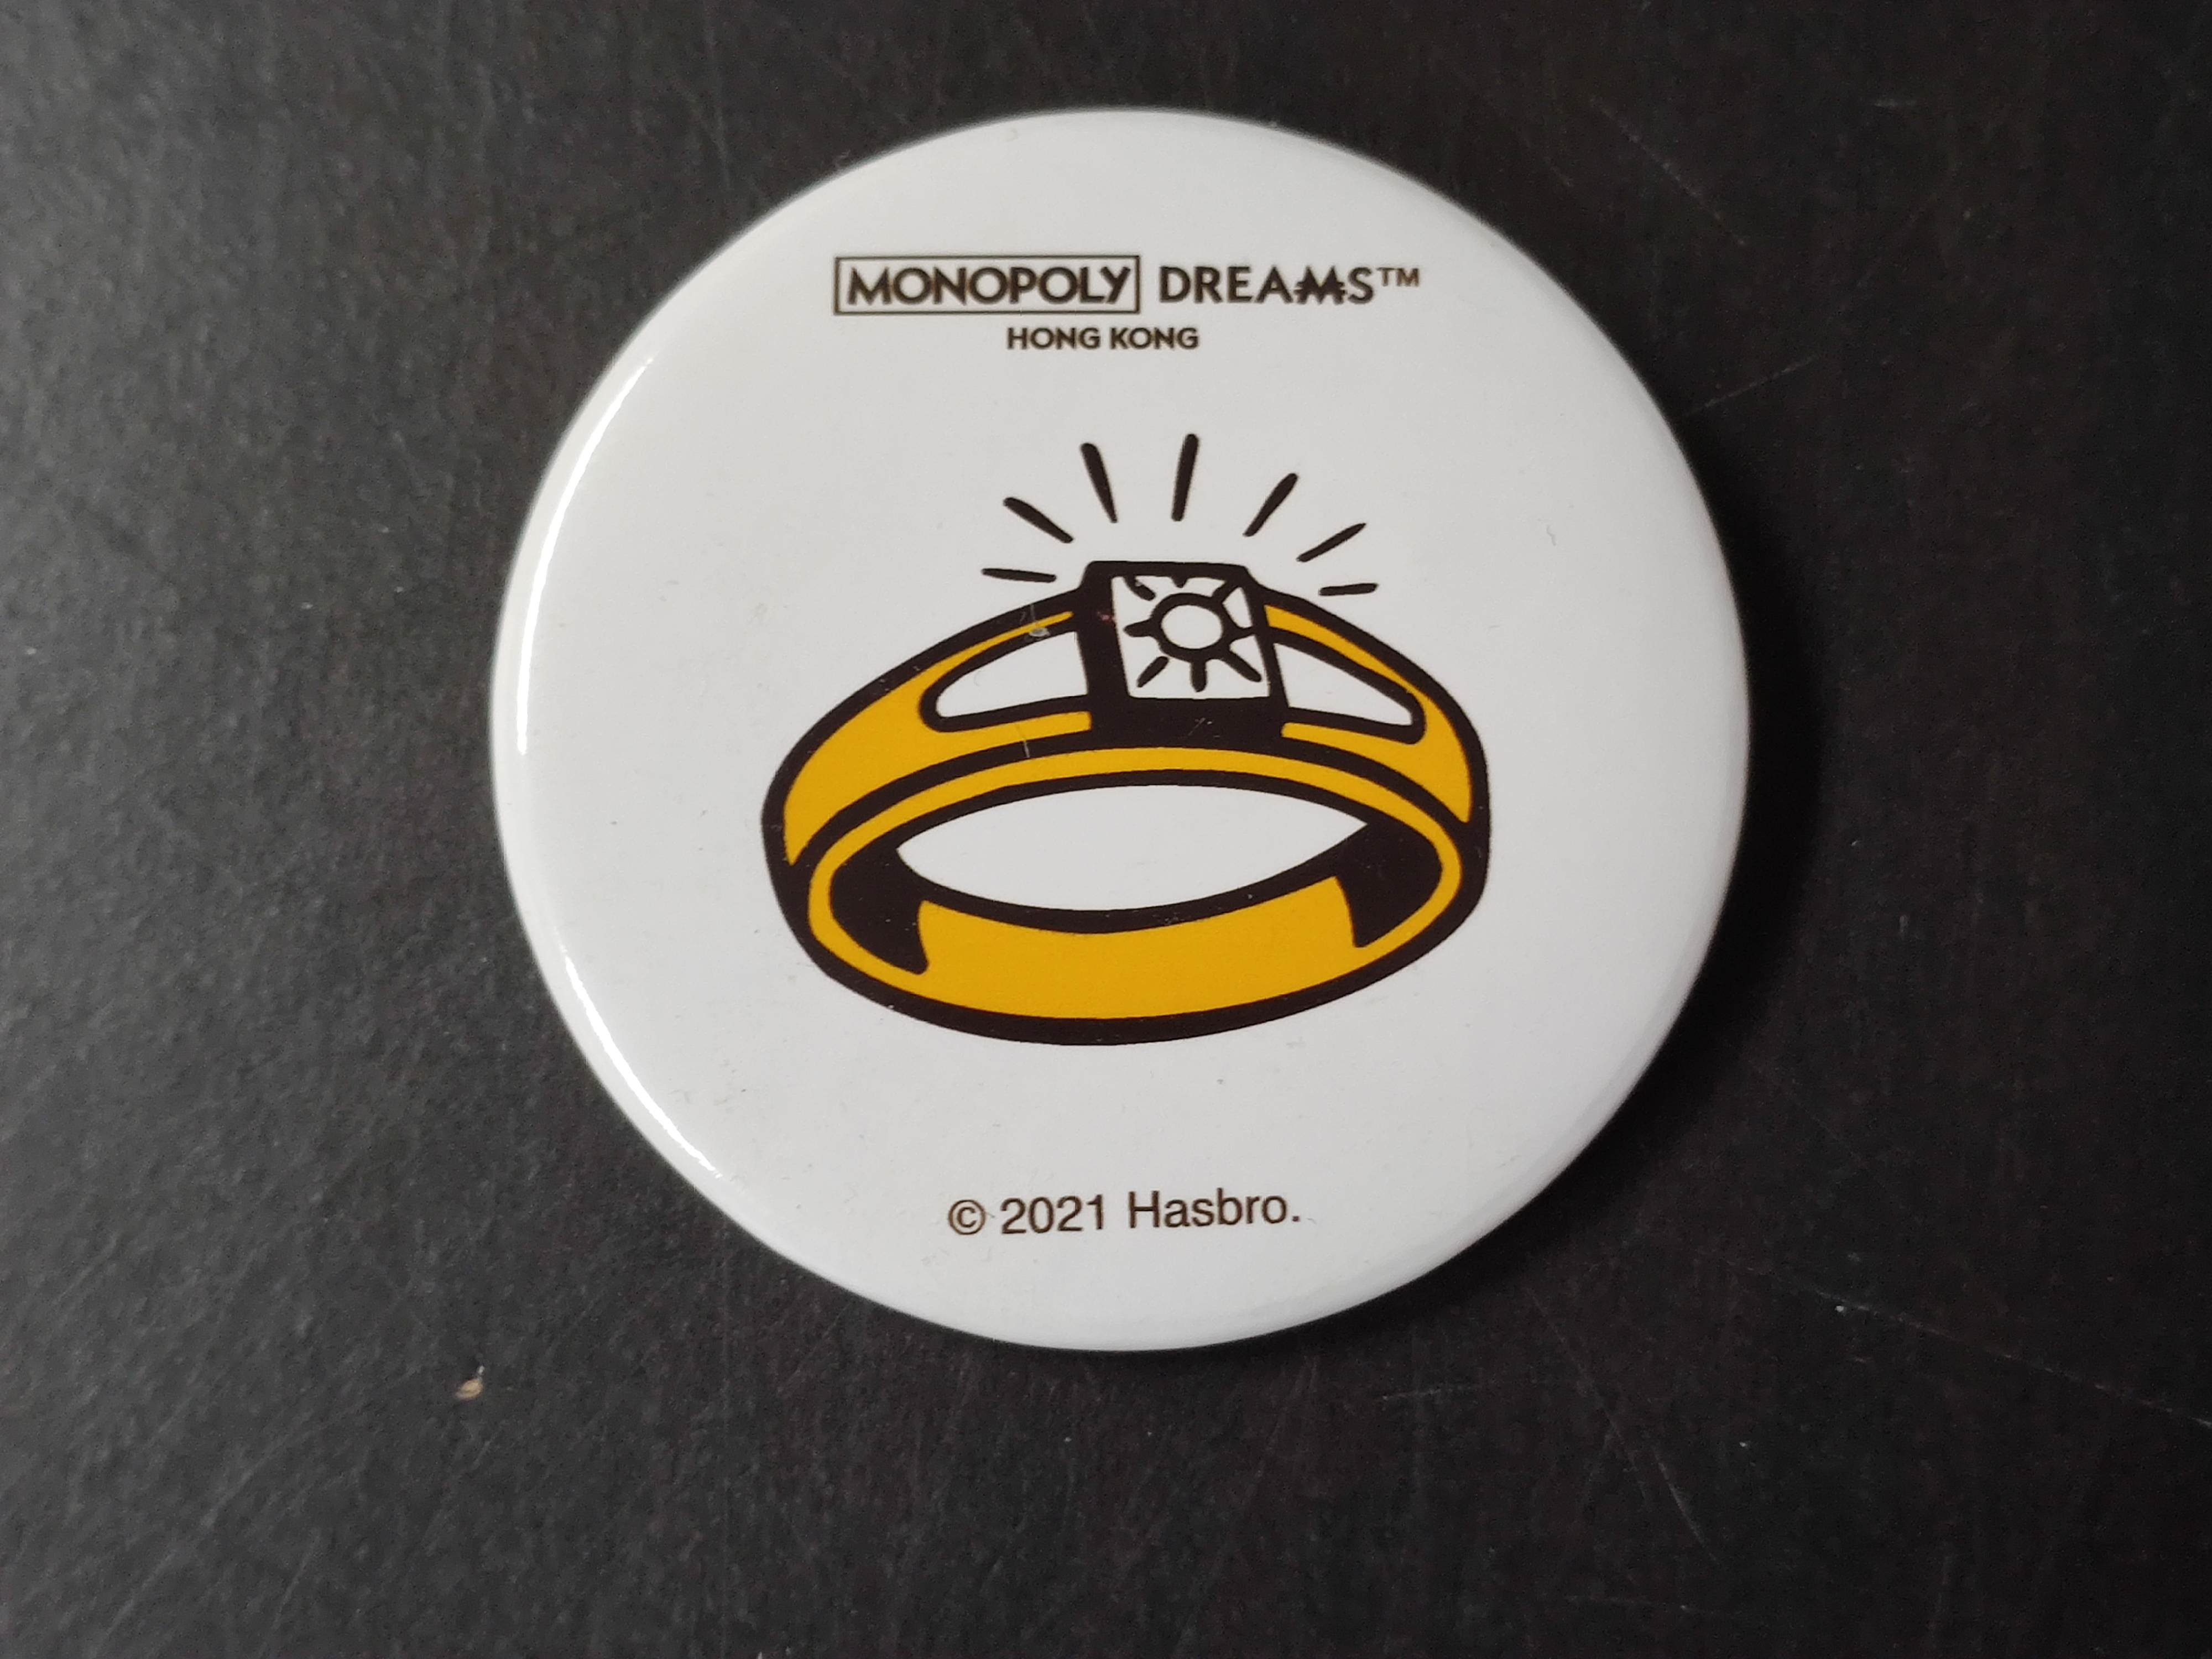 MONOPOLY DREAMS™
HONG KONG
© 2021 Hasbro.